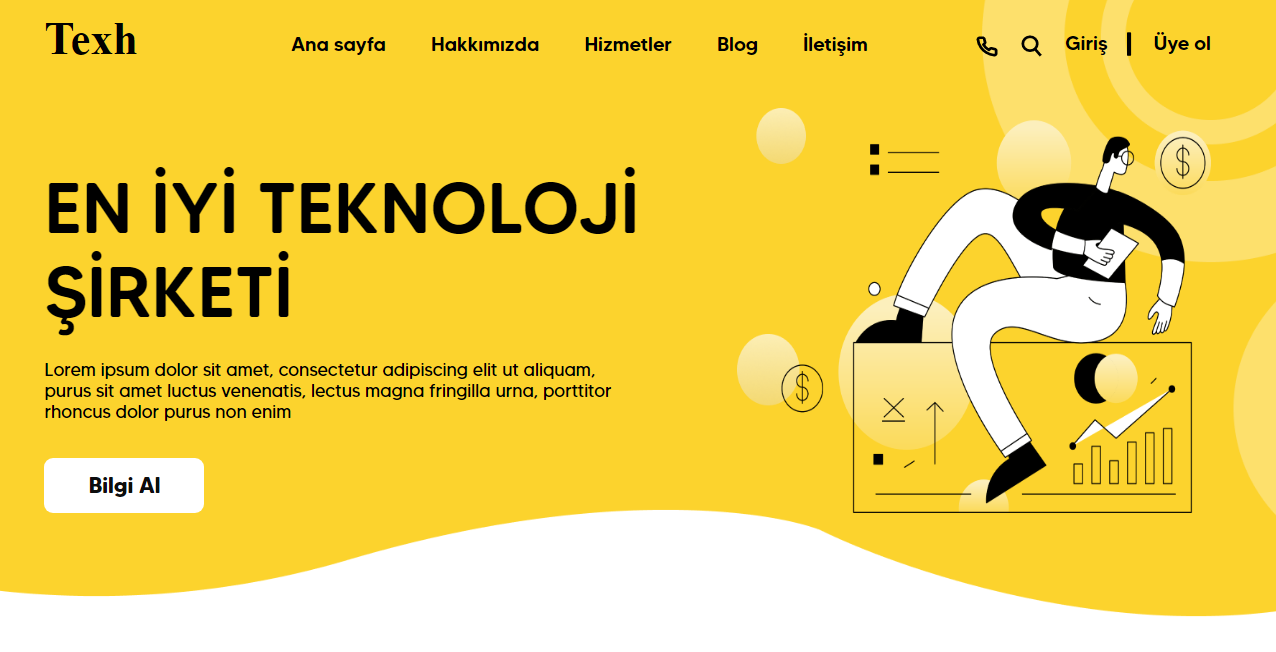 Texh
Ana sayfa Hakkımızda Hizmetler Blog İletişim Giriş Üye ol
EN İYİ TEKNOLOJİ
ŞİRKETİ
Lorem ipsum dolor sit amet, consectetur adipiscing elit ut aliquam,
purus sit amet luctus venenatis, lectus magna fringilla urna, porttitor
rhoncus dolor purus non enim
Bilgi Al
$
$